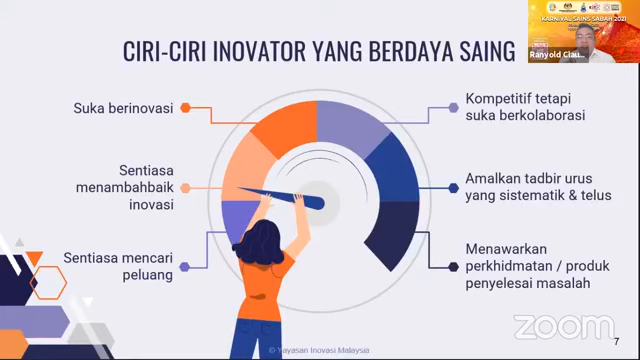 CIRI-CIRI INOVATOR YANG BERDAYA SAING
KARNIVAL SAINS SABAH 2021
Ranyold Glau...
Suka berinovasi
Sentiasa
menambahbaik
inovasi
Sentiasa mencari
peluang
Kompetitif tetapi
suka berkolaborasi
Amalkan tadbir urus
yang sistematik & telus
Menawarkan
perkhidmatan / produk
penyelesai masalah
© Yayasan Inovasi Malaysia
zoom
7